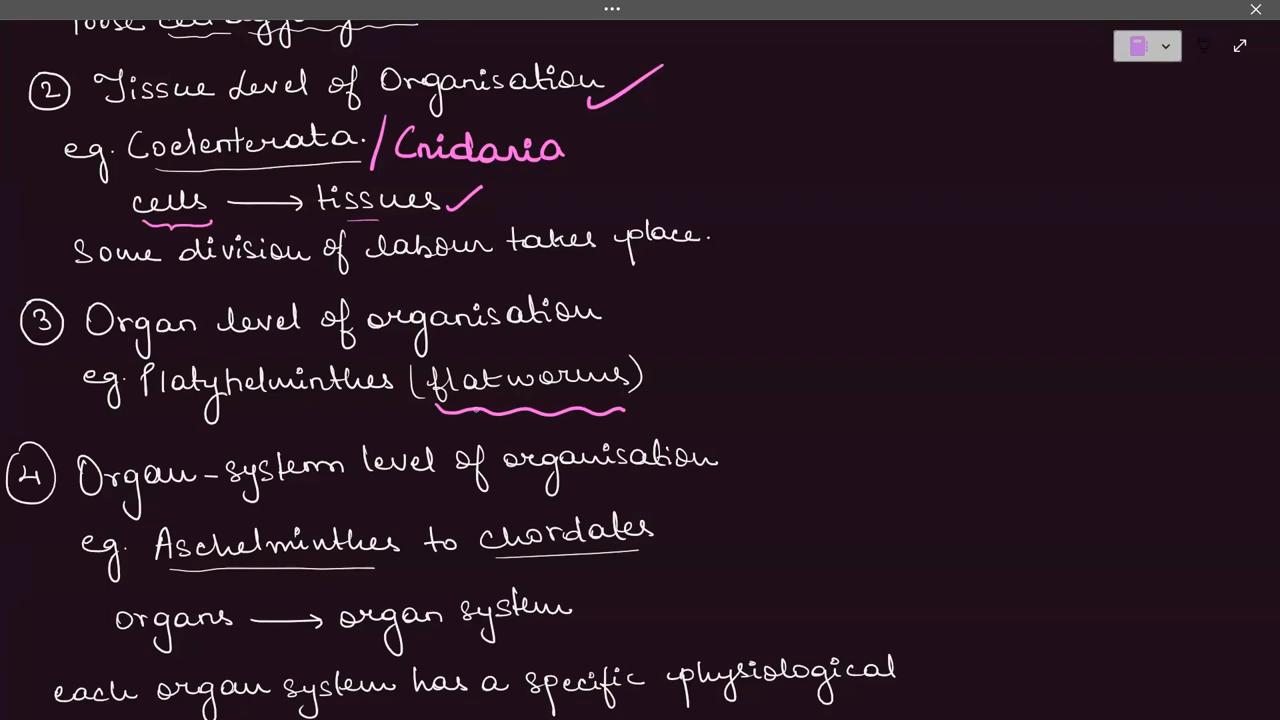 loose cell
② Tissue level of Organisation
eg. Coelenterata. / Cnidaria
cells → tissues
Some division of labour takes place.
③ Organ level of organisation
eg. Platyhelminthes (flatworms)
④ Organ-system level of organisation
eg. Aschelminthes to chordates
organs → organ system
each organ system has a specific physiological